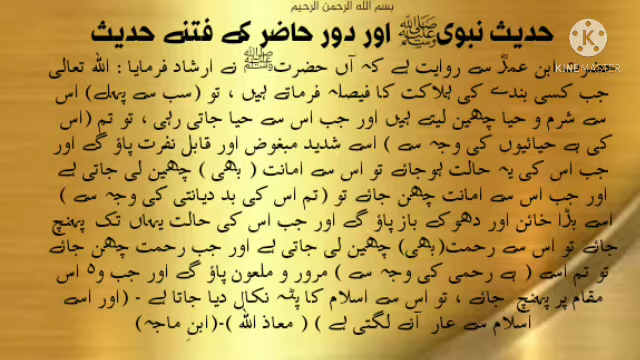 بسم اللہ الرحمن الرحیم
حدیث نبویﷺ اور دور حاضر کے فتنے حدیث
KINEMASTER
بن عمرؓ سے روایت ہے کہ آں حضرتﷺ نے ارشاد فرمایا : اللہ تعالی
جب کسی بندے کی ہلاکت کا فیصلہ فرماتے ہیں ، تو (سب سے پہلے) اس
سے شرم و حیا چھین لیتے ہیں اور جب اس سے حیا جاتی رہی ، تو تم (اس
کی بے حیائیوں کی وجہ سے ) اسے شدید مبغوض اور قابل نفرت پاؤ گے اور
جب اس کی یہ حالت ہوجائے تو اس سے امانت ( بھی ) چھین لی جاتی ہے
اور جب اس سے امانت چھن جائے تو ( تم اس کی بد دیانتی کی وجہ سے )
اسے بڑا خائن اور دھوکے باز پاؤ گے اور جب اس کی حالت یہاں تک پہنچ
جائے تو اس سے رحمت(بھی) چھین لی جاتی ہے اور جب رحمت چھن جائے
تو تم اسے ( بے رحمی کی وجہ سے ) مرور و ملعون پاؤ گے اور جب وہ اس
مقام پر پہنچ جائے ، تو اس سے اسلام کا پٹہ نکال دیا جاتا ہے - (اور اسے
اسلام سے عار آنے لگتی ہے ) ( معاذ اللہ )-(ابنِ ماجہ)